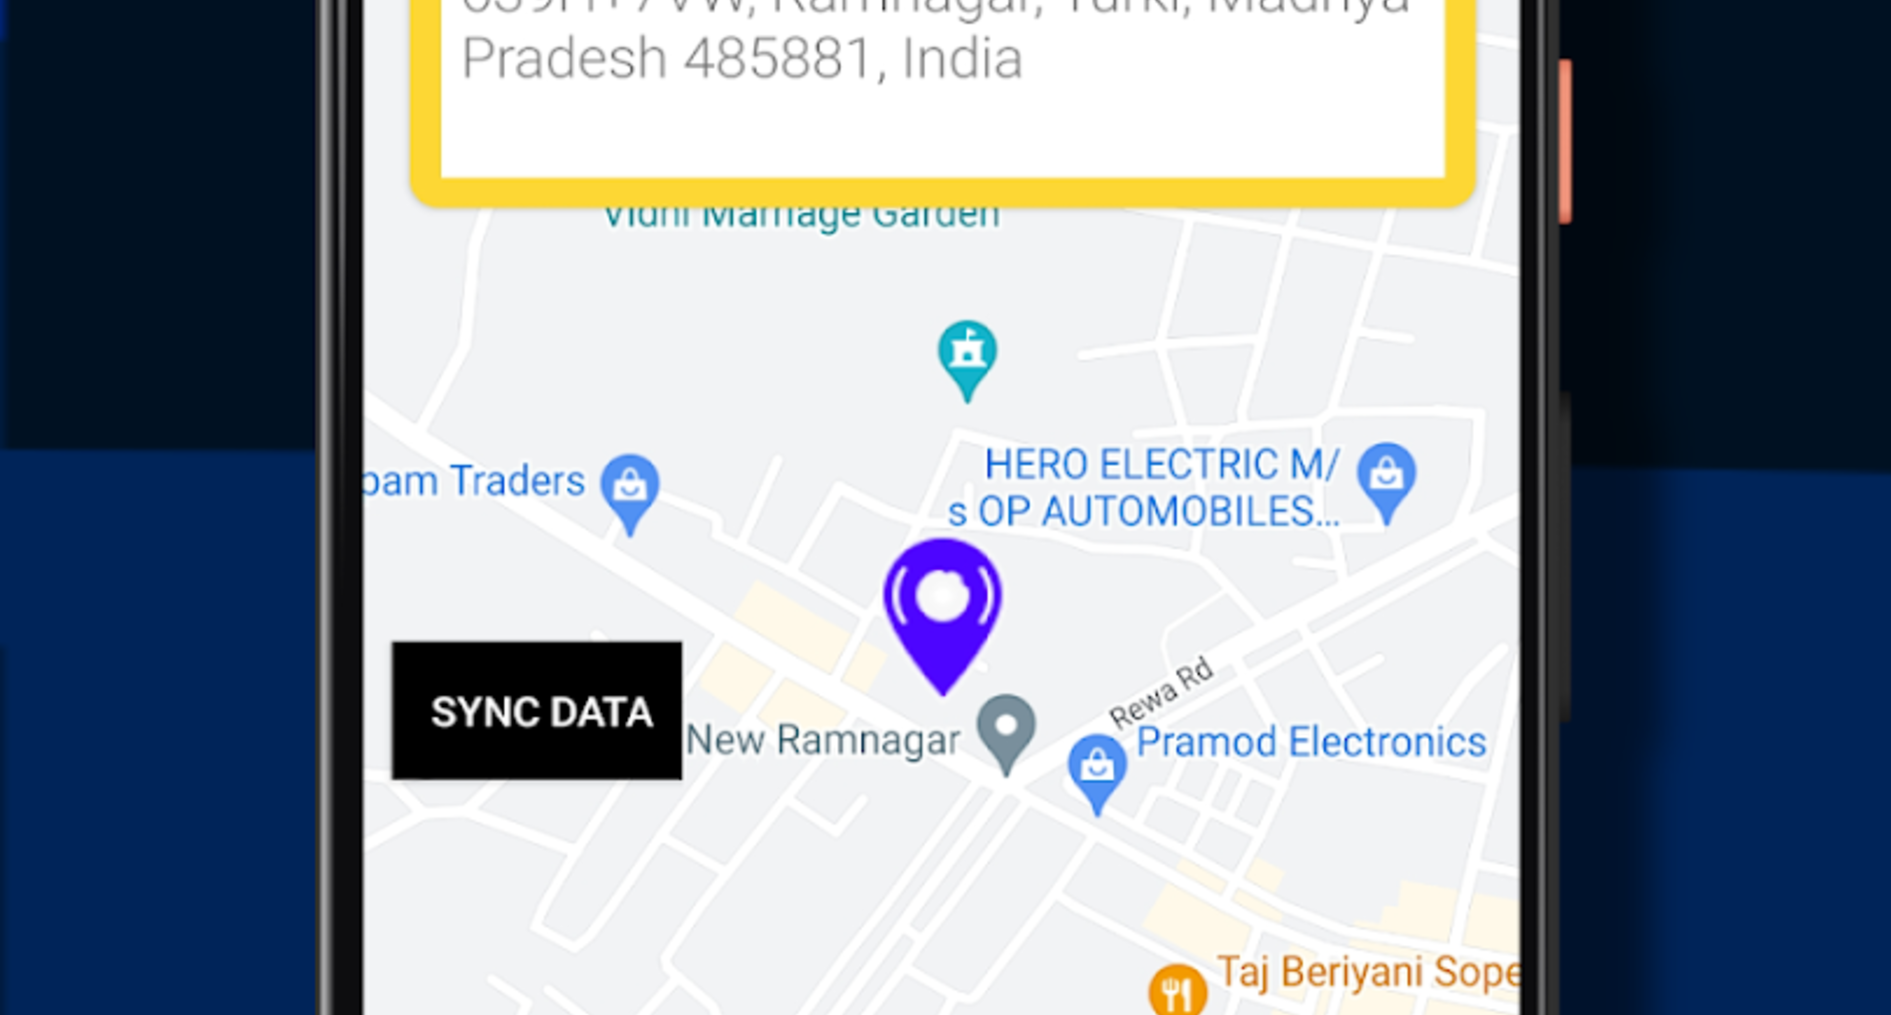 Ramnagar, Turki, Madhya
Pradesh 485881, India
Vidhi Marriage Garden
HERO ELECTRIC M/
s OP AUTOMOBILES...
pam Traders
SYNC DATA
New Ramnagar
Rewa Rd
Pramod Electronics
Taj Beriyani Sope